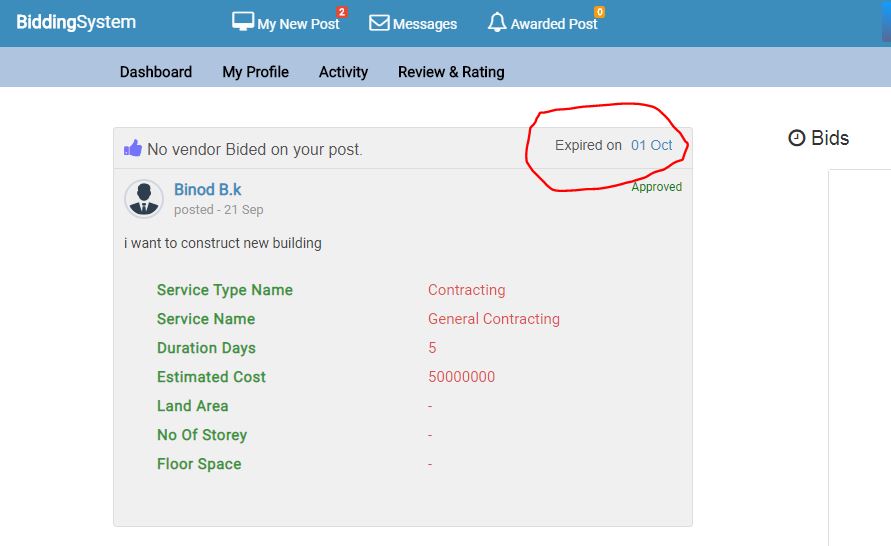 BiddingSystem My New Post 2 Messages Awarded Post 0
Dashboard My Profile Activity Review & Rating
No vendor Bided on your post. Expired on 01 Oct
Bids
Binod B.k Approved
posted - 21 Sep
i want to construct new building
Service Type Name Contracting
Service Name General Contracting
Duration Days 5
Estimated Cost 50000000
Land Area -
No Of Storey -
Floor Space -